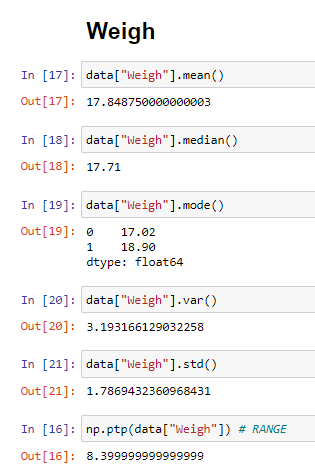 Weigh
In [17]: data["Weigh"].mean()
Out[17]: 17.848750000000003
In [18]: data["Weigh"].median()
Out[18]: 17.71
In [19]: data["Weigh"].mode()
Out[19]: 0    17.02
1    18.90
dtype: float64
In [20]: data["Weigh"].var()
Out[20]: 3.193166129032258
In [21]: data["Weigh"].std()
Out[21]: 1.7869432360968431
In [16]: np.ptp(data["Weigh"]) # RANGE
Out[16]: 8.399999999999999